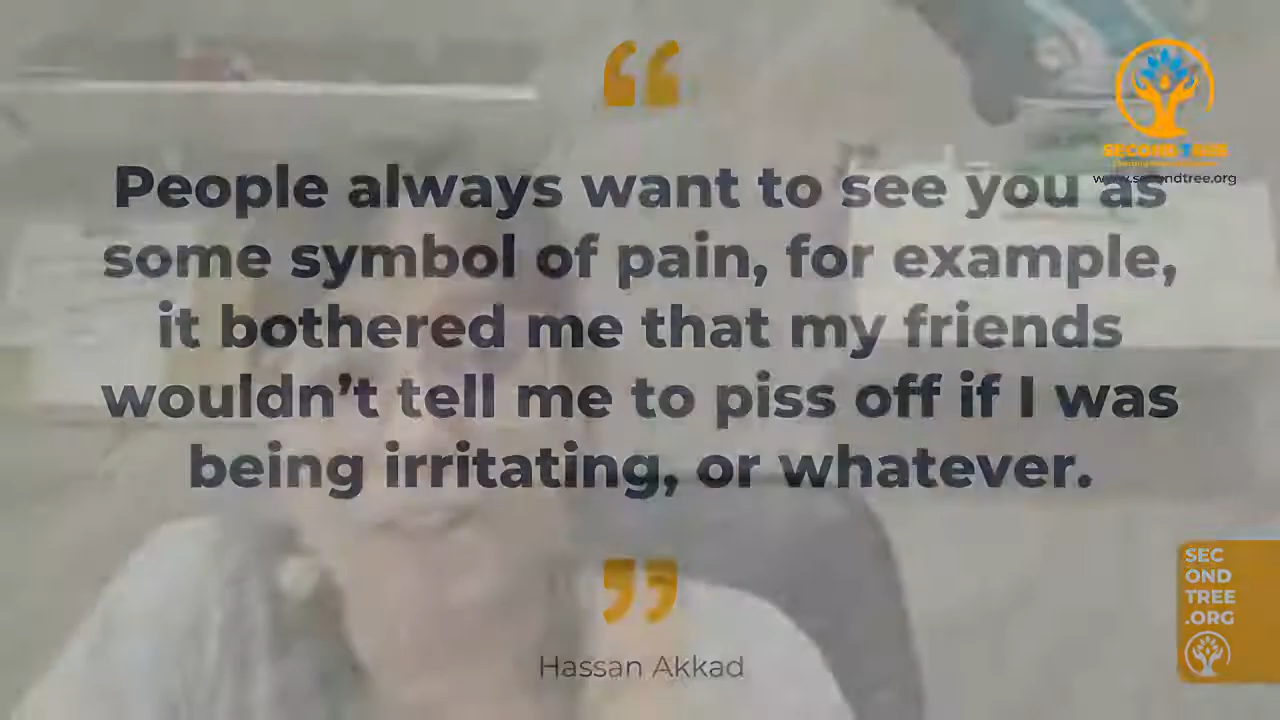 “
People always want to see you as
some symbol of pain, for example,
it bothered me that my friends
wouldn’t tell me to piss off if I was
being irritating, or whatever.
”
Hassan Akkad
SECOND TREE
www.secondtree.org
SEC
OND
TREE
.ORG